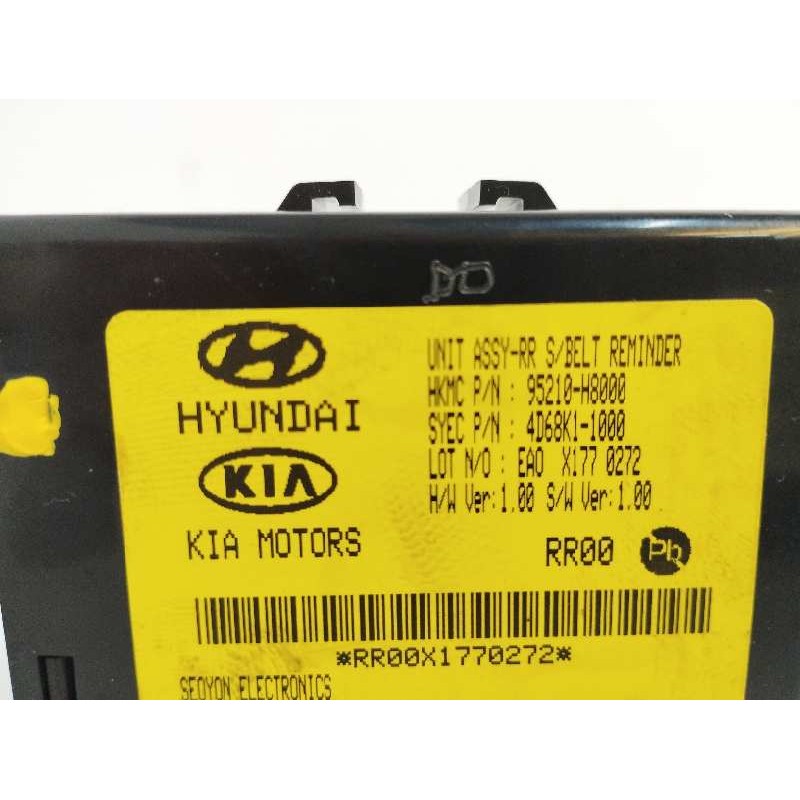 DO
HYUNDAI
KIA
KIA MOTORS
UNIT ASSY-RR S/BELT REMINDER
HKMC P/N : 95210-H8000
SYEC P/N : 4D68K1-1000
LOT N/O : EA0 X177 0272
H/W Ver:1.00 S/W Ver:1.00
RR00 Pb
*RR00X1770272*
SEOYON ELECTRONICS